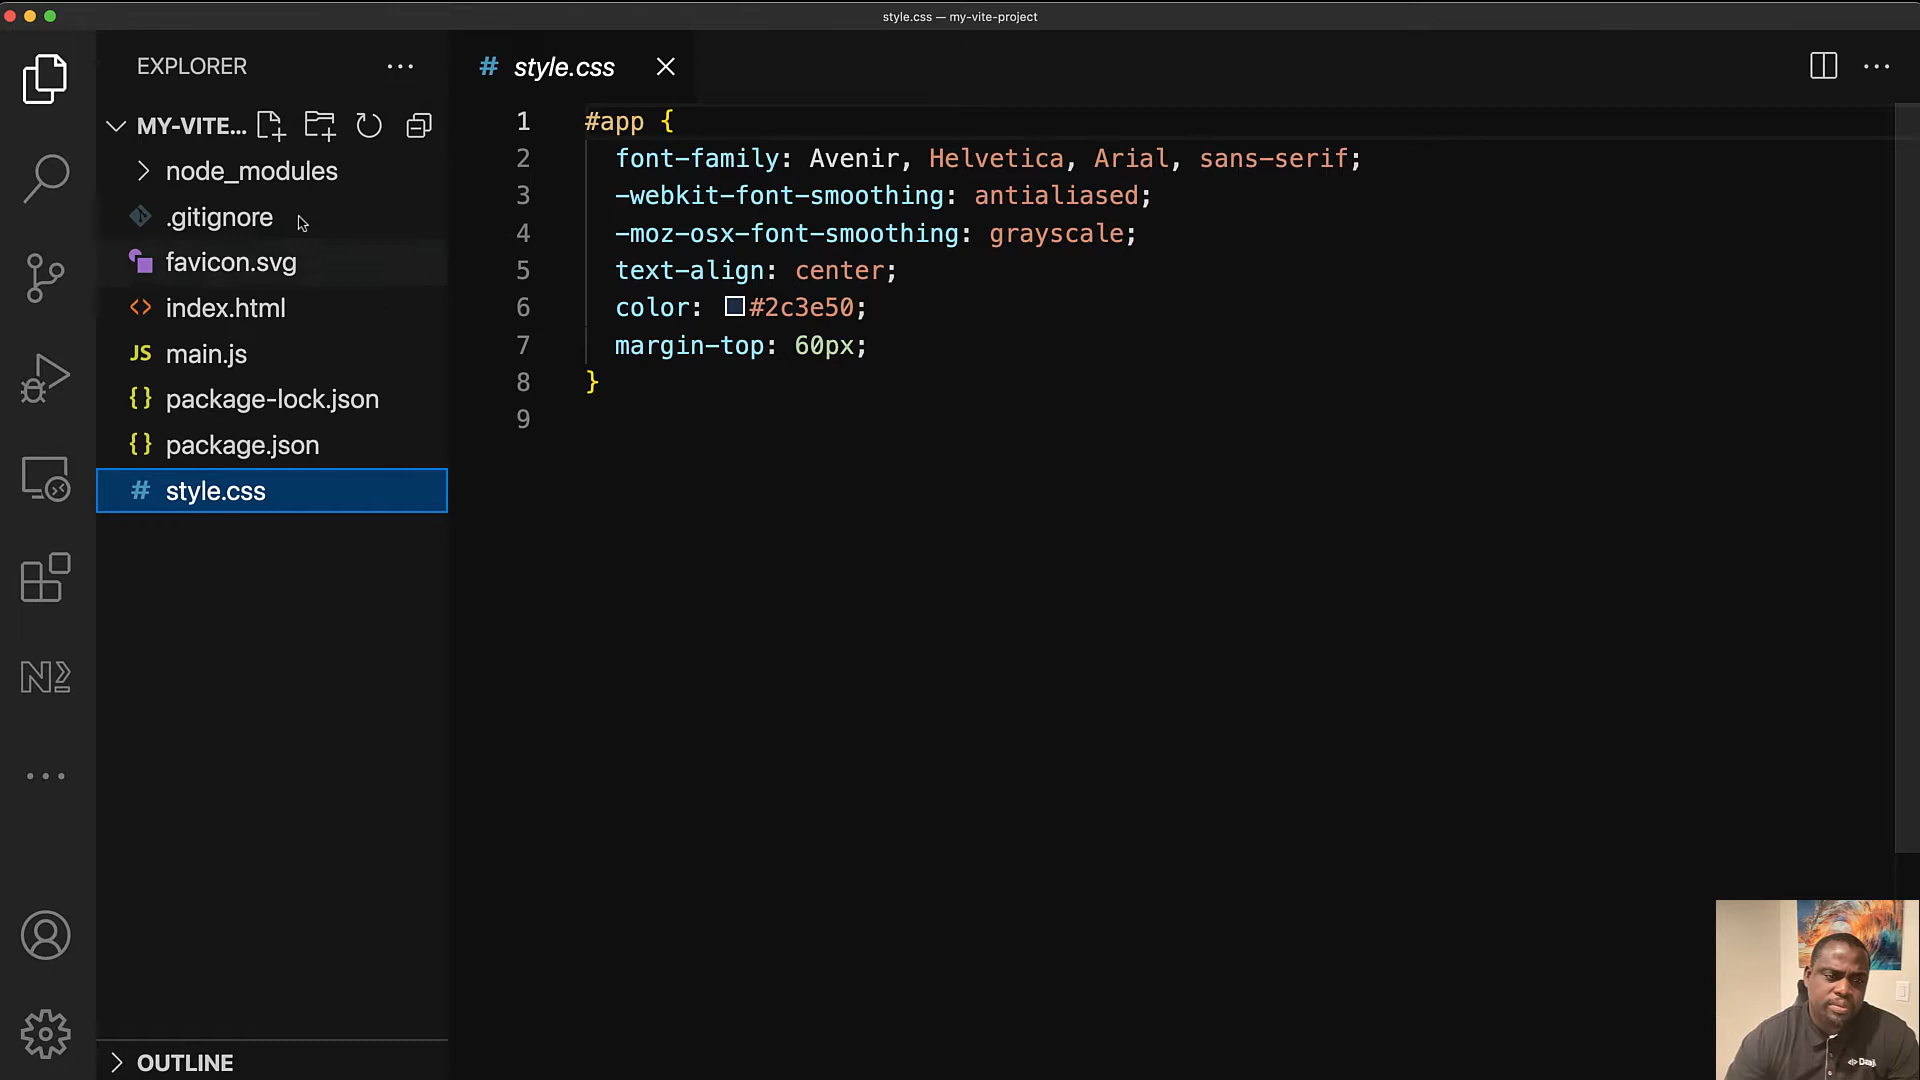 style.css — my-vite-project
EXPLORER
# style.css
MY-VITE...
node_modules
.gitignore
favicon.svg
<> index.html
JS main.js
{} package-lock.json
{} package.json
# style.css
OUTLINE
1 #app {
2 font-family: Avenir, Helvetica, Arial, sans-serif;
3 -webkit-font-smoothing: antialiased;
4 -moz-osx-font-smoothing: grayscale;
5 text-align: center;
6 color: #2c3e50;
7 margin-top: 60px;
8 }
9